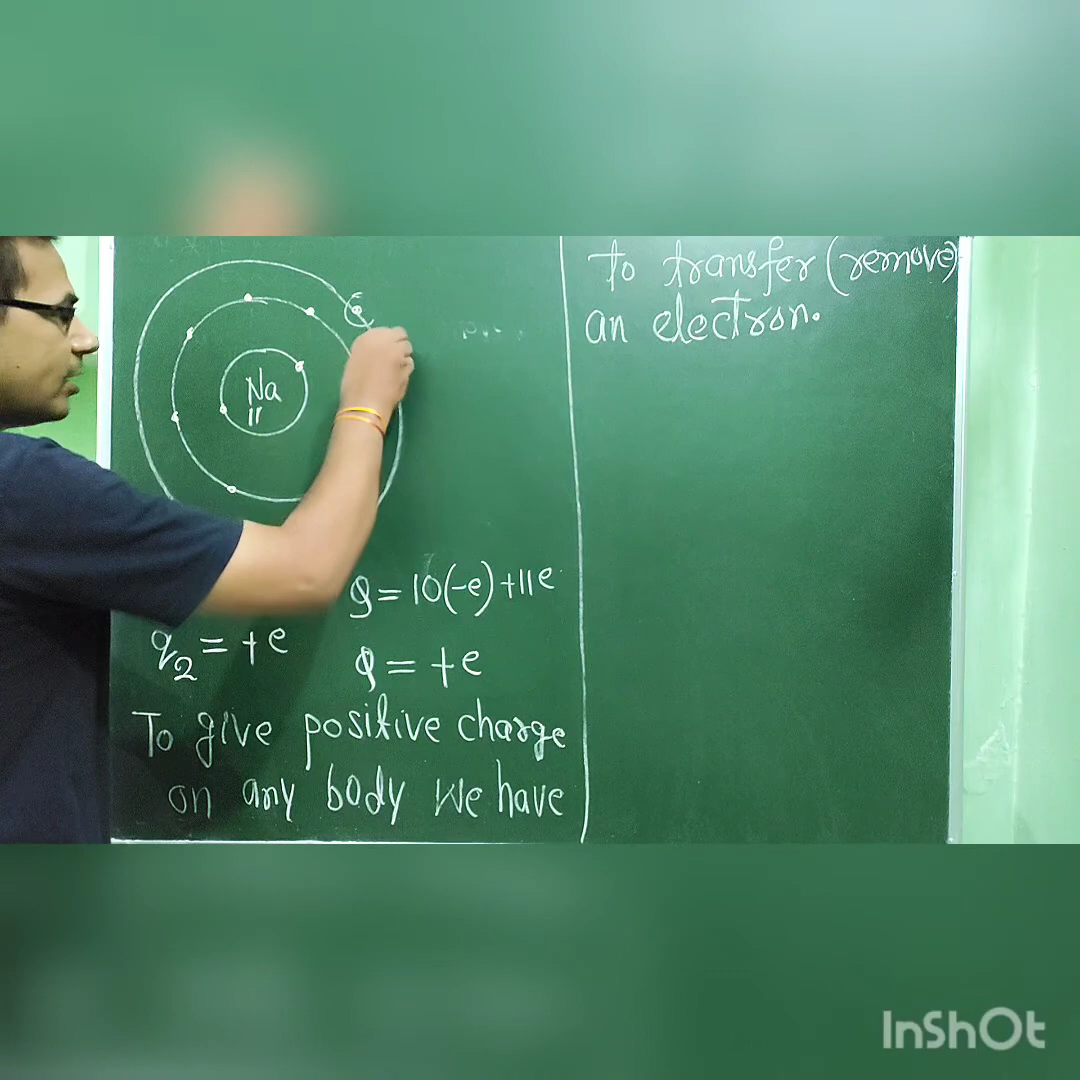 Na
11
Q = 10(-e) + 11e
q2 = +e
Q = +e
To give positive charge
on any body we have
to transfer (remove)
an electron.
InShOt